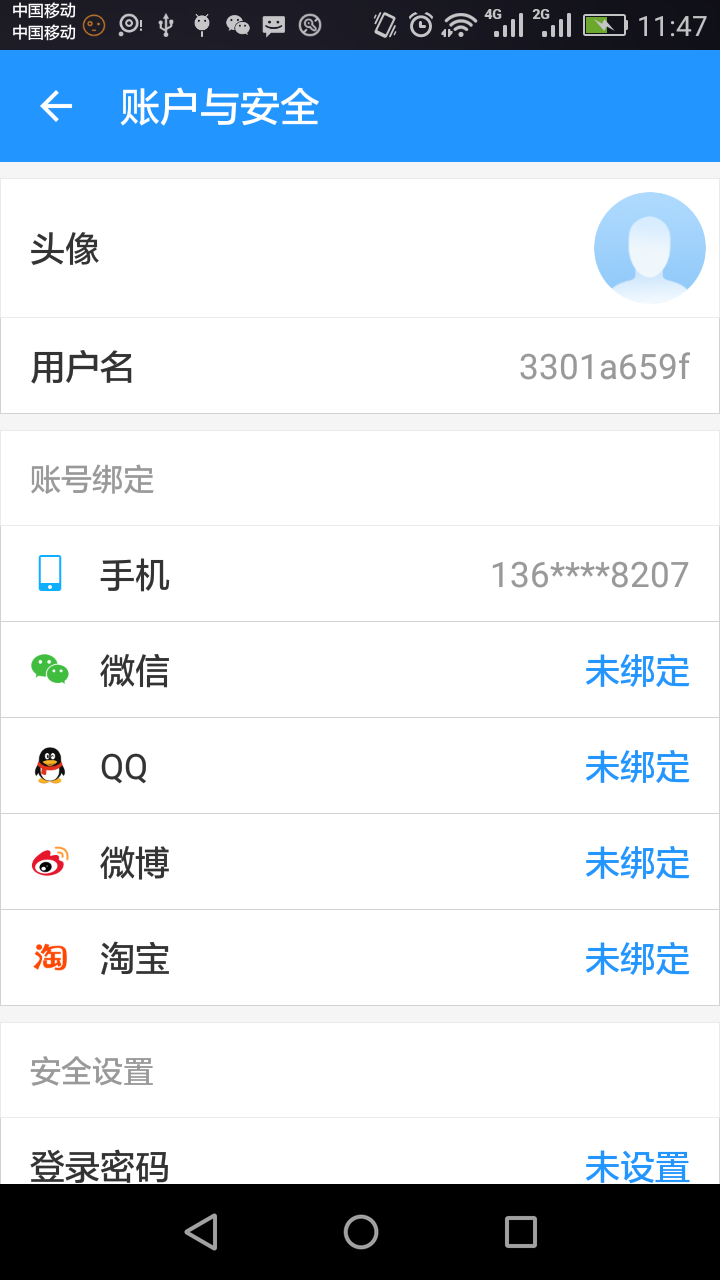 中国移动
中国移动
4G
2G
11:47
账户与安全
头像
用户名 3301a659f
账号绑定
手机 136****8207
微信 未绑定
QQ 未绑定
微博 未绑定
淘 淘宝 未绑定
安全设置
登录密码 未设置